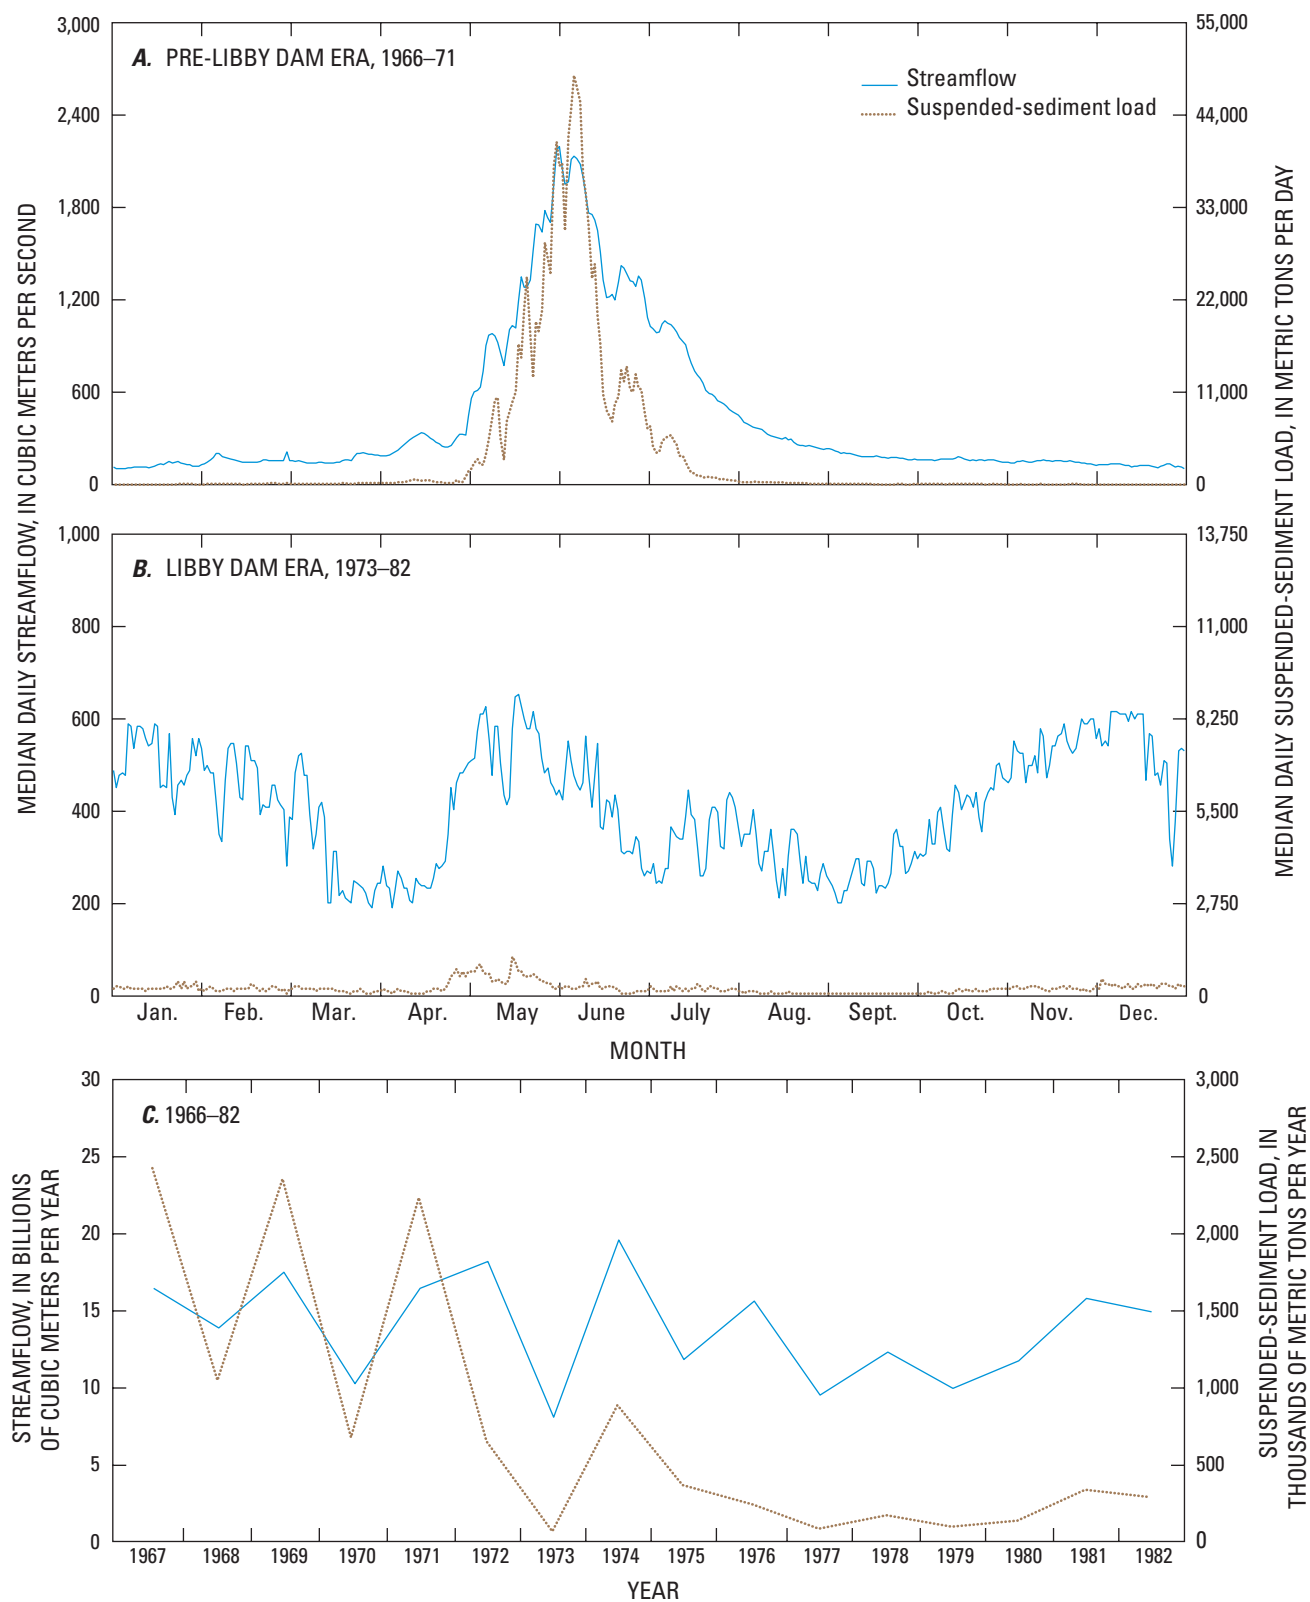 A. PRE-LIBBY DAM ERA, 1966–71
Streamflow
Suspended-sediment load
3,000
2,400
1,800
1,200
600
0
55,000
44,000
33,000
22,000
11,000
0
MEDIAN DAILY STREAMFLOW, IN CUBIC METERS PER SECOND
MEDIAN DAILY SUSPENDED-SEDIMENT LOAD, IN METRIC TONS PER DAY
B. LIBBY DAM ERA, 1973–82
1,000
800
600
400
200
0
13,750
11,000
8,250
5,500
2,750
0
Jan. Feb. Mar. Apr. May June July Aug. Sept. Oct. Nov. Dec.
MONTH
C. 1966–82
30
25
20
15
10
5
0
3,000
2,500
2,000
1,500
1,000
500
0
STREAMFLOW, IN BILLIONS
OF CUBIC METERS PER YEAR
SUSPENDED-SEDIMENT LOAD, IN
THOUSANDS OF METRIC TONS PER YEAR
1967 1968 1969 1970 1971 1972 1973 1974 1975 1976 1977 1978 1979 1980 1981 1982
YEAR